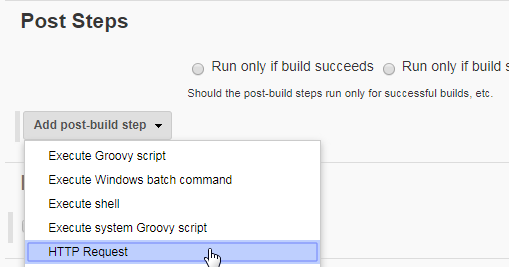 Post Steps
Run only if build succeeds Run only if build
Should the post-build steps run only for successful builds, etc.
Add post-build step
Execute Groovy script
Execute Windows batch command
Execute shell
Execute system Groovy script
HTTP Request